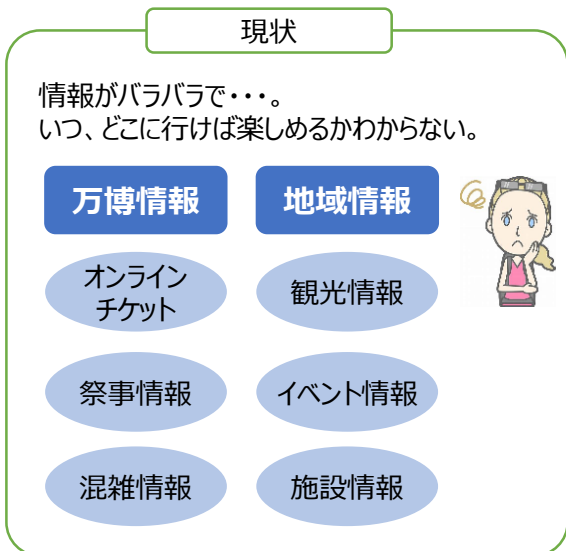 現状
情報がバラバラで・・・。
いつ、どこに行けば楽しめるかわからない。
万博情報
地域情報
オンライン
チケット
観光情報
祭事情報
イベント情報
混雑情報
施設情報